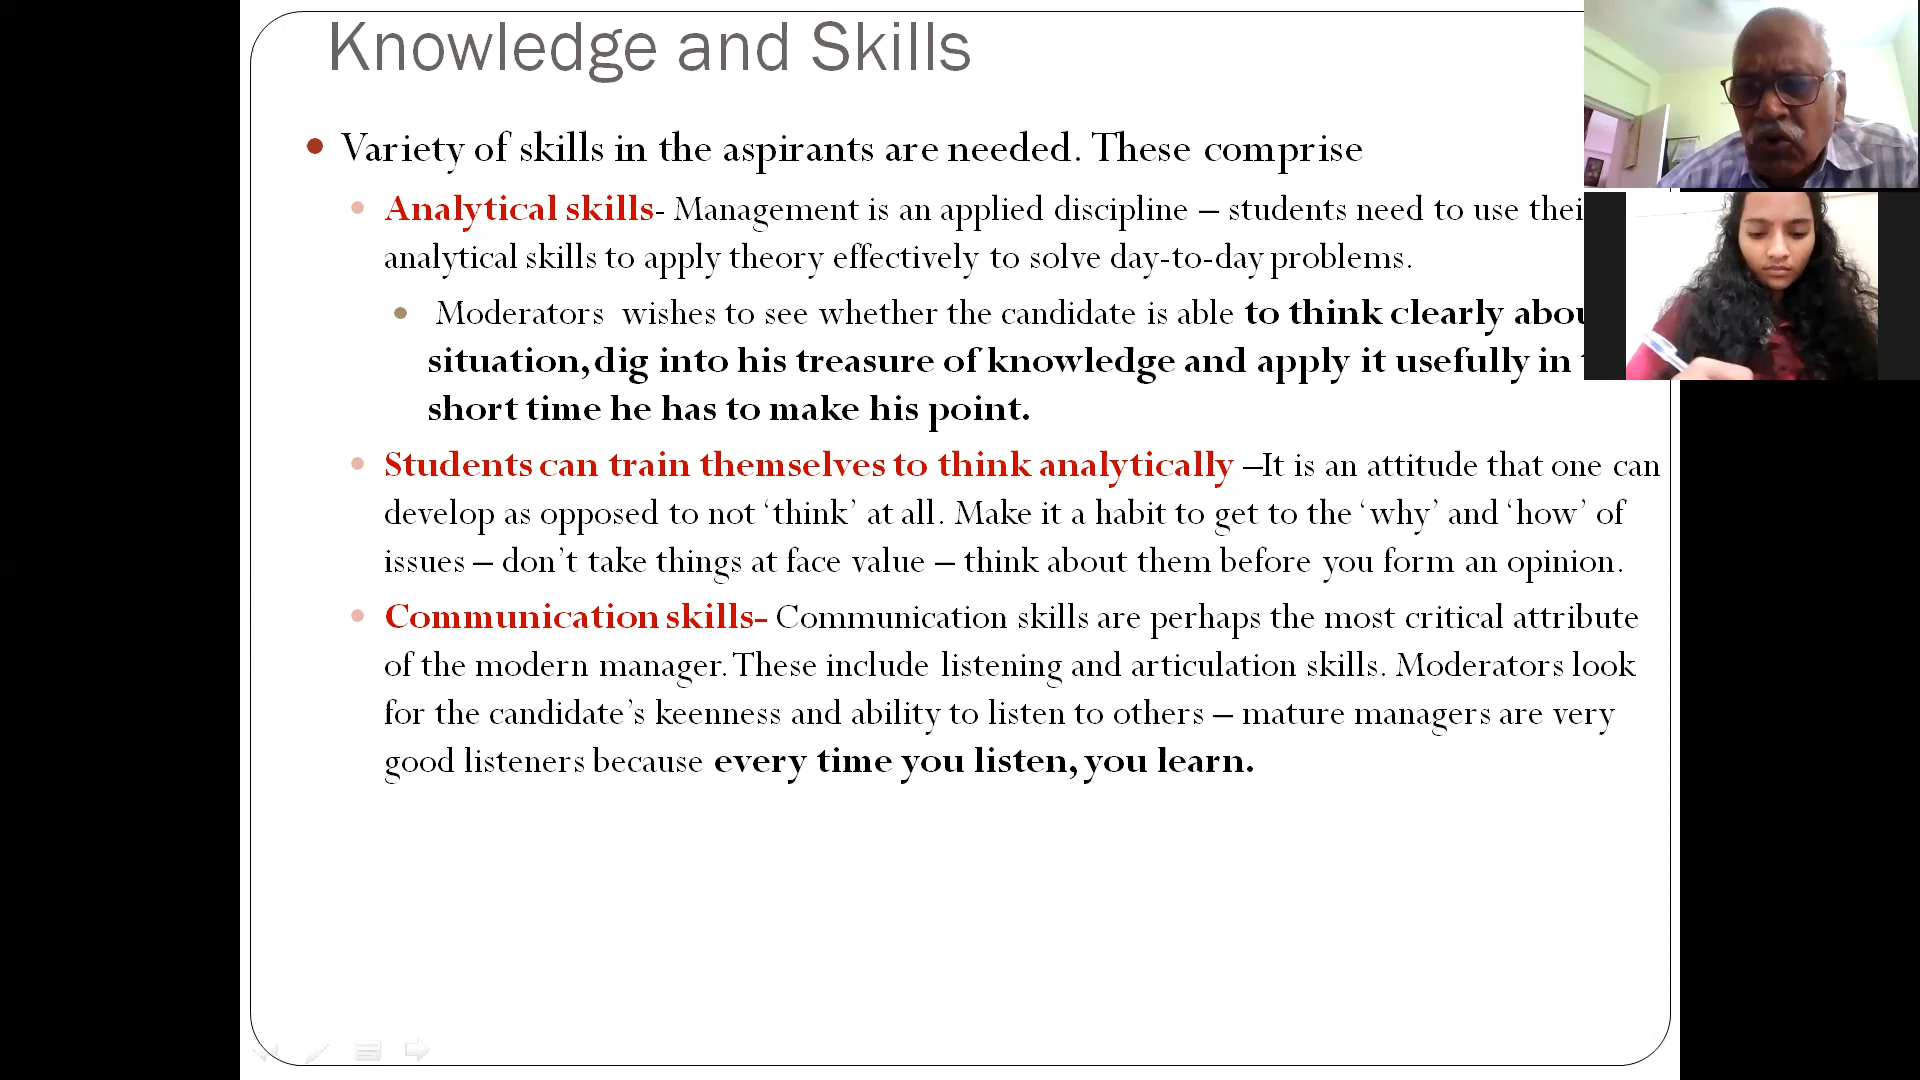 Knowledge and Skills
Variety of skills in the aspirants are needed. These comprise
Analytical skills- Management is an applied discipline – students need to use
analytical skills to apply theory effectively to solve day-to-day problems.
Moderators wishes to see whether the candidate is able to think clearly
situation, dig into his treasure of knowledge and apply it usefully in
short time he has to make his point.
Students can train themselves to think analytically –It is an attitude that one can
develop as opposed to not ‘think’ at all. Make it a habit to get to the ‘why’ and ‘how’ of
issues – don’t take things at face value – think about them before you form an opinion.
Communication skills- Communication skills are perhaps the most critical attribute
of the modern manager. These include listening and articulation skills. Moderators look
for the candidate’s keenness and ability to listen to others – mature managers are very
good listeners because every time you listen, you learn.